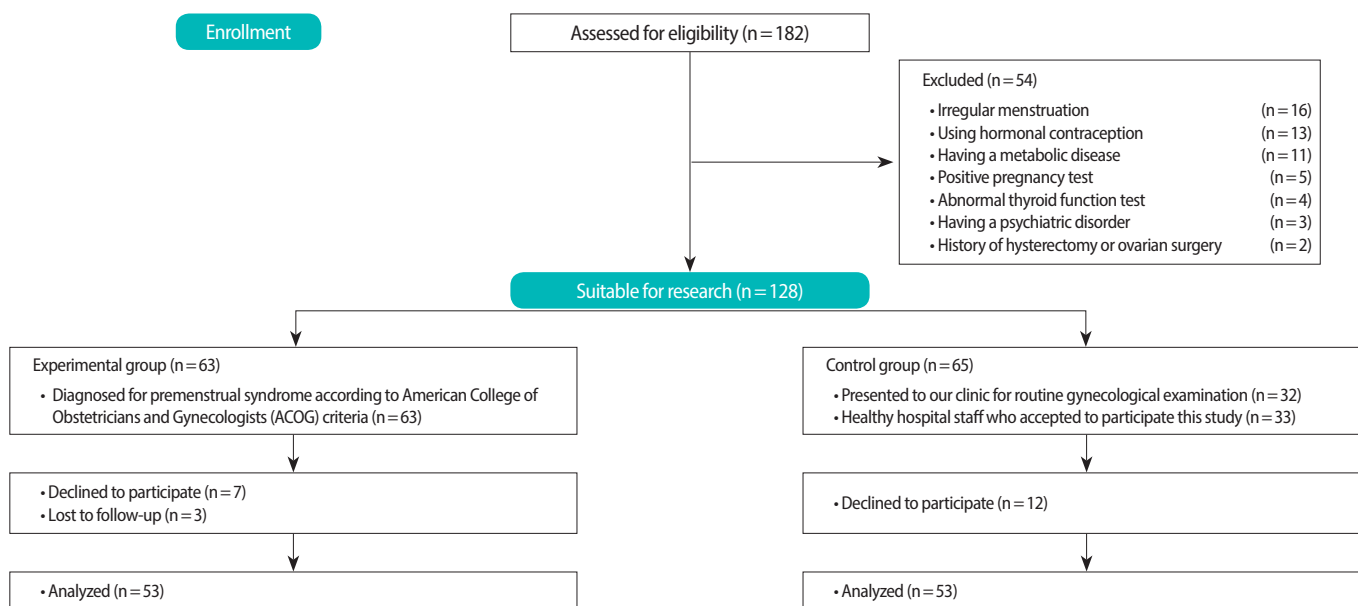 Enrollment
Assessed for eligibility (n = 182)
Excluded (n = 54)
• Irregular menstruation (n = 16)
• Using hormonal contraception (n = 13)
• Having a metabolic disease (n = 11)
• Positive pregnancy test (n = 5)
• Abnormal thyroid function test (n = 4)
• Having a psychiatric disorder (n = 3)
• History of hysterectomy or ovarian surgery (n = 2)
Suitable for research (n = 128)
Experimental group (n = 63)
• Diagnosed for premenstrual syndrome according to American College of
Obstetricians and Gynecologists (ACOG) criteria (n = 63)
Control group (n = 65)
• Presented to our clinic for routine gynecological examination (n = 32)
• Healthy hospital staff who accepted to participate this study (n = 33)
• Declined to participate (n = 7)
• Lost to follow-up (n = 3)
• Declined to participate (n = 12)
• Analyzed (n = 53)
• Analyzed (n = 53)